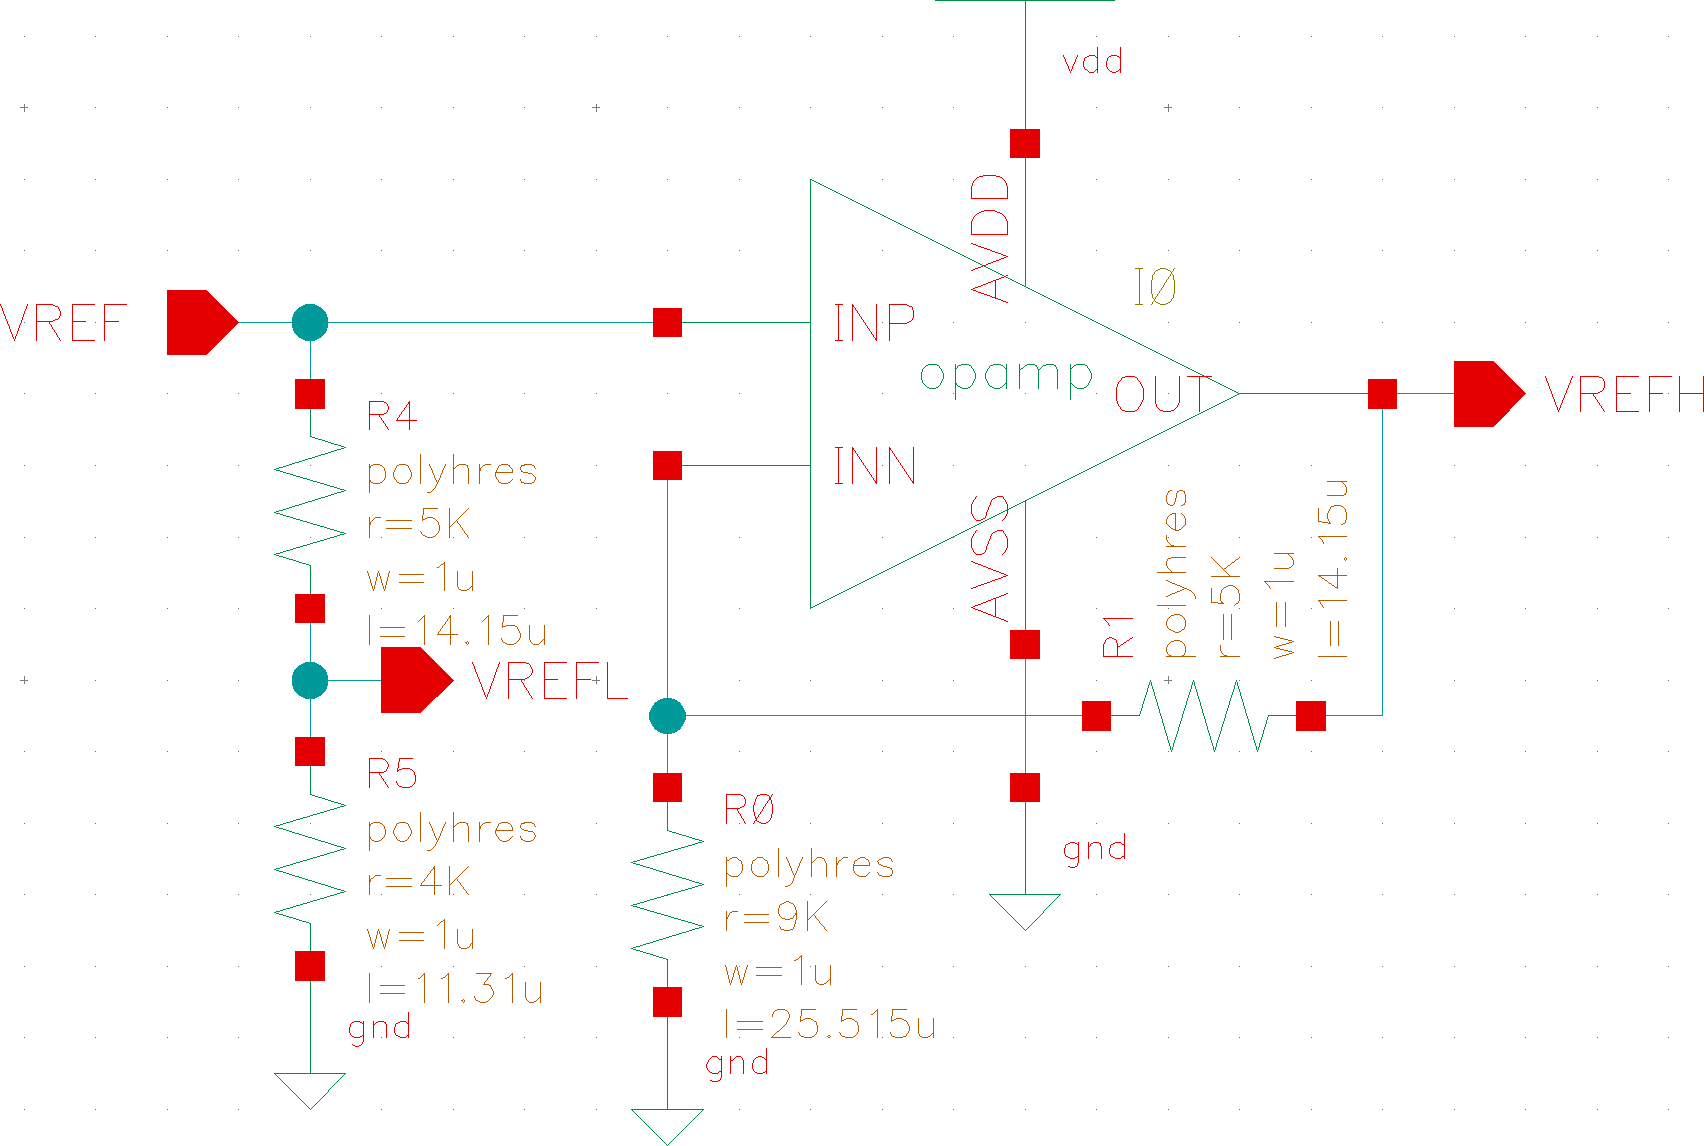 vdd
AVDD
I0
VREF
INP
opamp
OUT
VREFH
INN
AVSS
R4
polyhres
r=5K
w=1u
l=14.15u
VREFL
R1
polyhres
r=5K
w=1u
l=14.15u
R5
polyhres
r=4K
w=1u
l=11.31u
gnd
R0
polyhres
r=9K
w=1u
l=25.515u
gnd
gnd